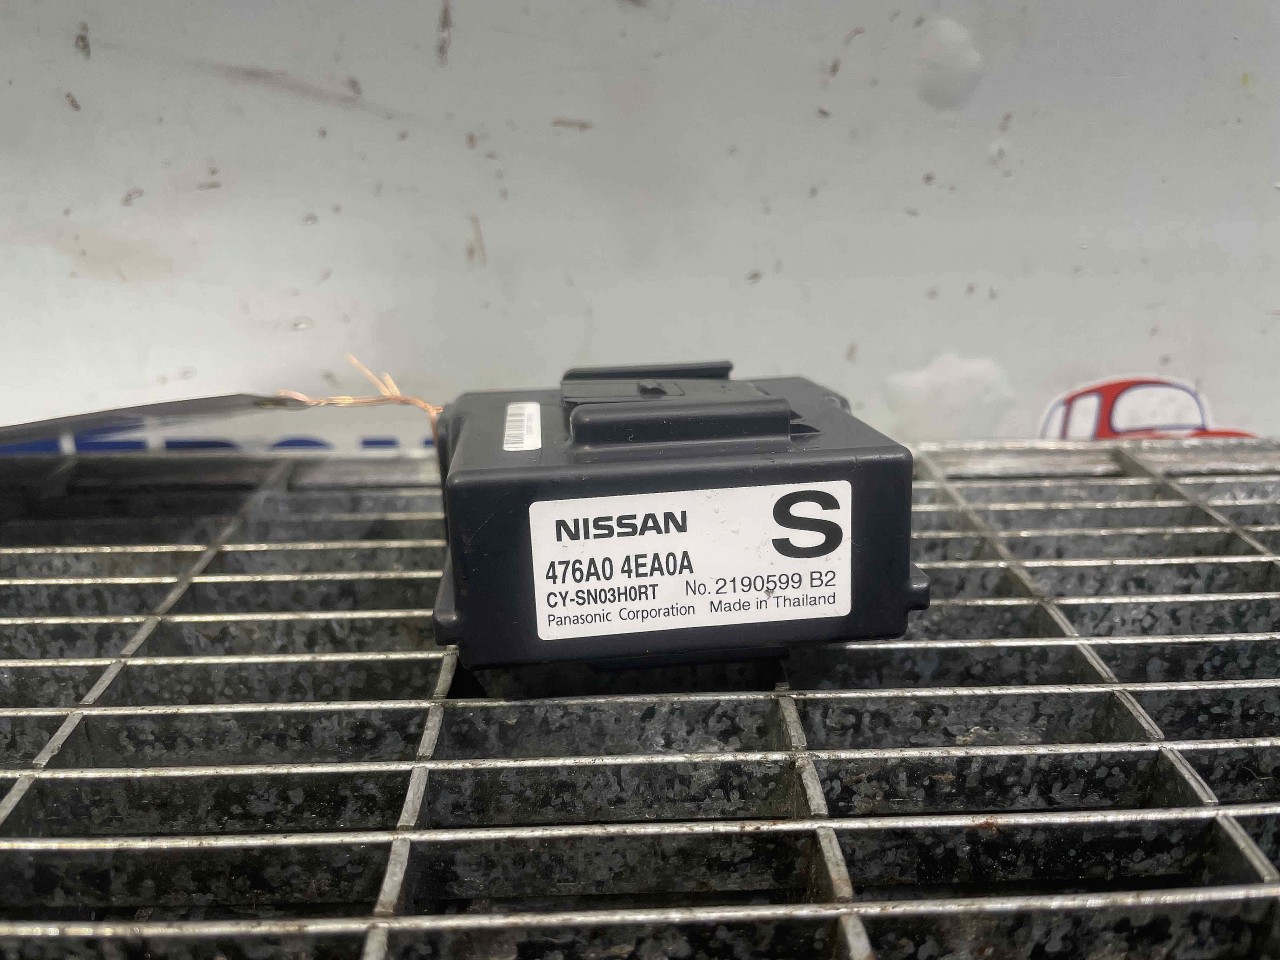 NISSAN S
476A0 4EA0A
CY-SN03H0RT No. 2190599 B2
Panasonic Corporation Made in Thailand